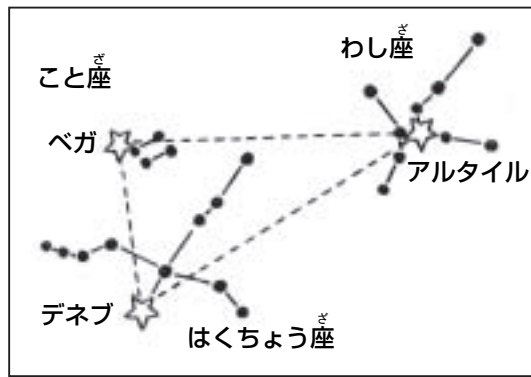 わし座
こと座
ベガ
アルタイル
デネブ
はくちょう座